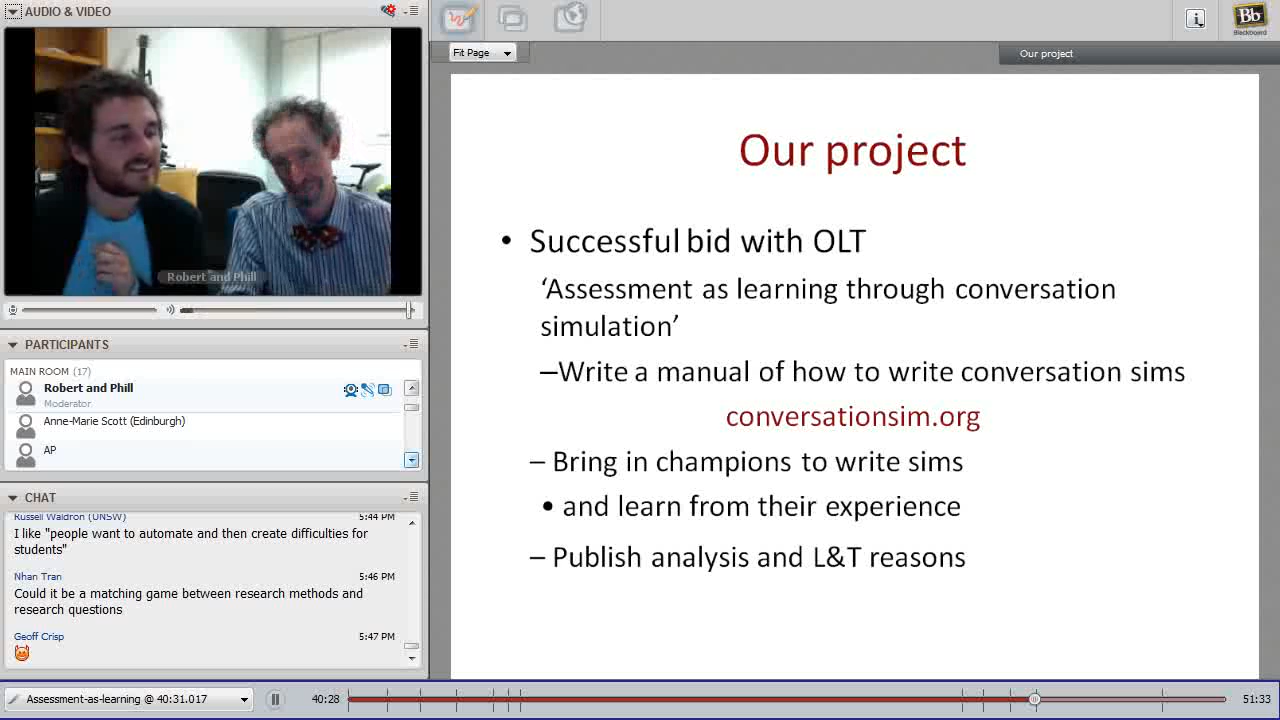 AUDIO & VIDEO
Robert and Phill
PARTICIPANTS
MAIN ROOM (17)
Robert and Phill
Moderator
Anne-Marie Scott (Edinburgh)
AP
CHAT
Russell Waldron (UNSW) 5:44 PM
I like "people want to automate and then create difficulties for
students"
Nhan Tran 5:46 PM
Could it be a matching game between research methods and
research questions
Geoff Crisp 5:47 PM
Fit Page
Our project
Bb
Blackboard
Our project
• Successful bid with OLT
‘Assessment as learning through conversation
simulation’
–Write a manual of how to write conversation sims
conversationsim.org
– Bring in champions to write sims
• and learn from their experience
– Publish analysis and L&T reasons
Assessment-as-learning @ 40:31.017
40:28
51:33